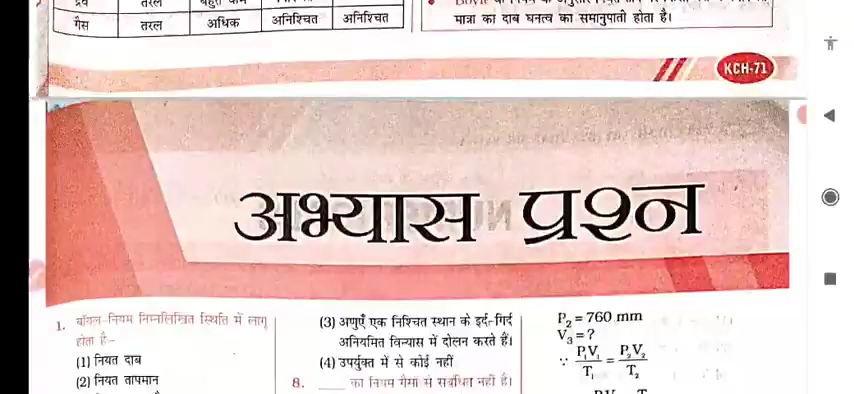 तरल
गैस तरल अधिक अनिश्चित अनिश्चित
मात्रा का दाब घनत्व का समानुपाती होता है।
KCH-71
अभ्यास प्रश्न
1. बॉयल-नियम निम्नलिखित स्थिति में लागू
होता है:-
(1) नियत दाब
(2) नियत तापमान
(3) अणुएँ एक निश्चित स्थान के इर्द-गिर्द
अनियमित विन्यास में दोलन करते हैं।
(4) उपर्युक्त में से कोई नहीं
8. ____ का नियम गैसों से संबंधित नहीं है।
P₂ = 760 mm
V₃ = ?
∵ P₁V₁/T₁ = P₂V₂/T₂